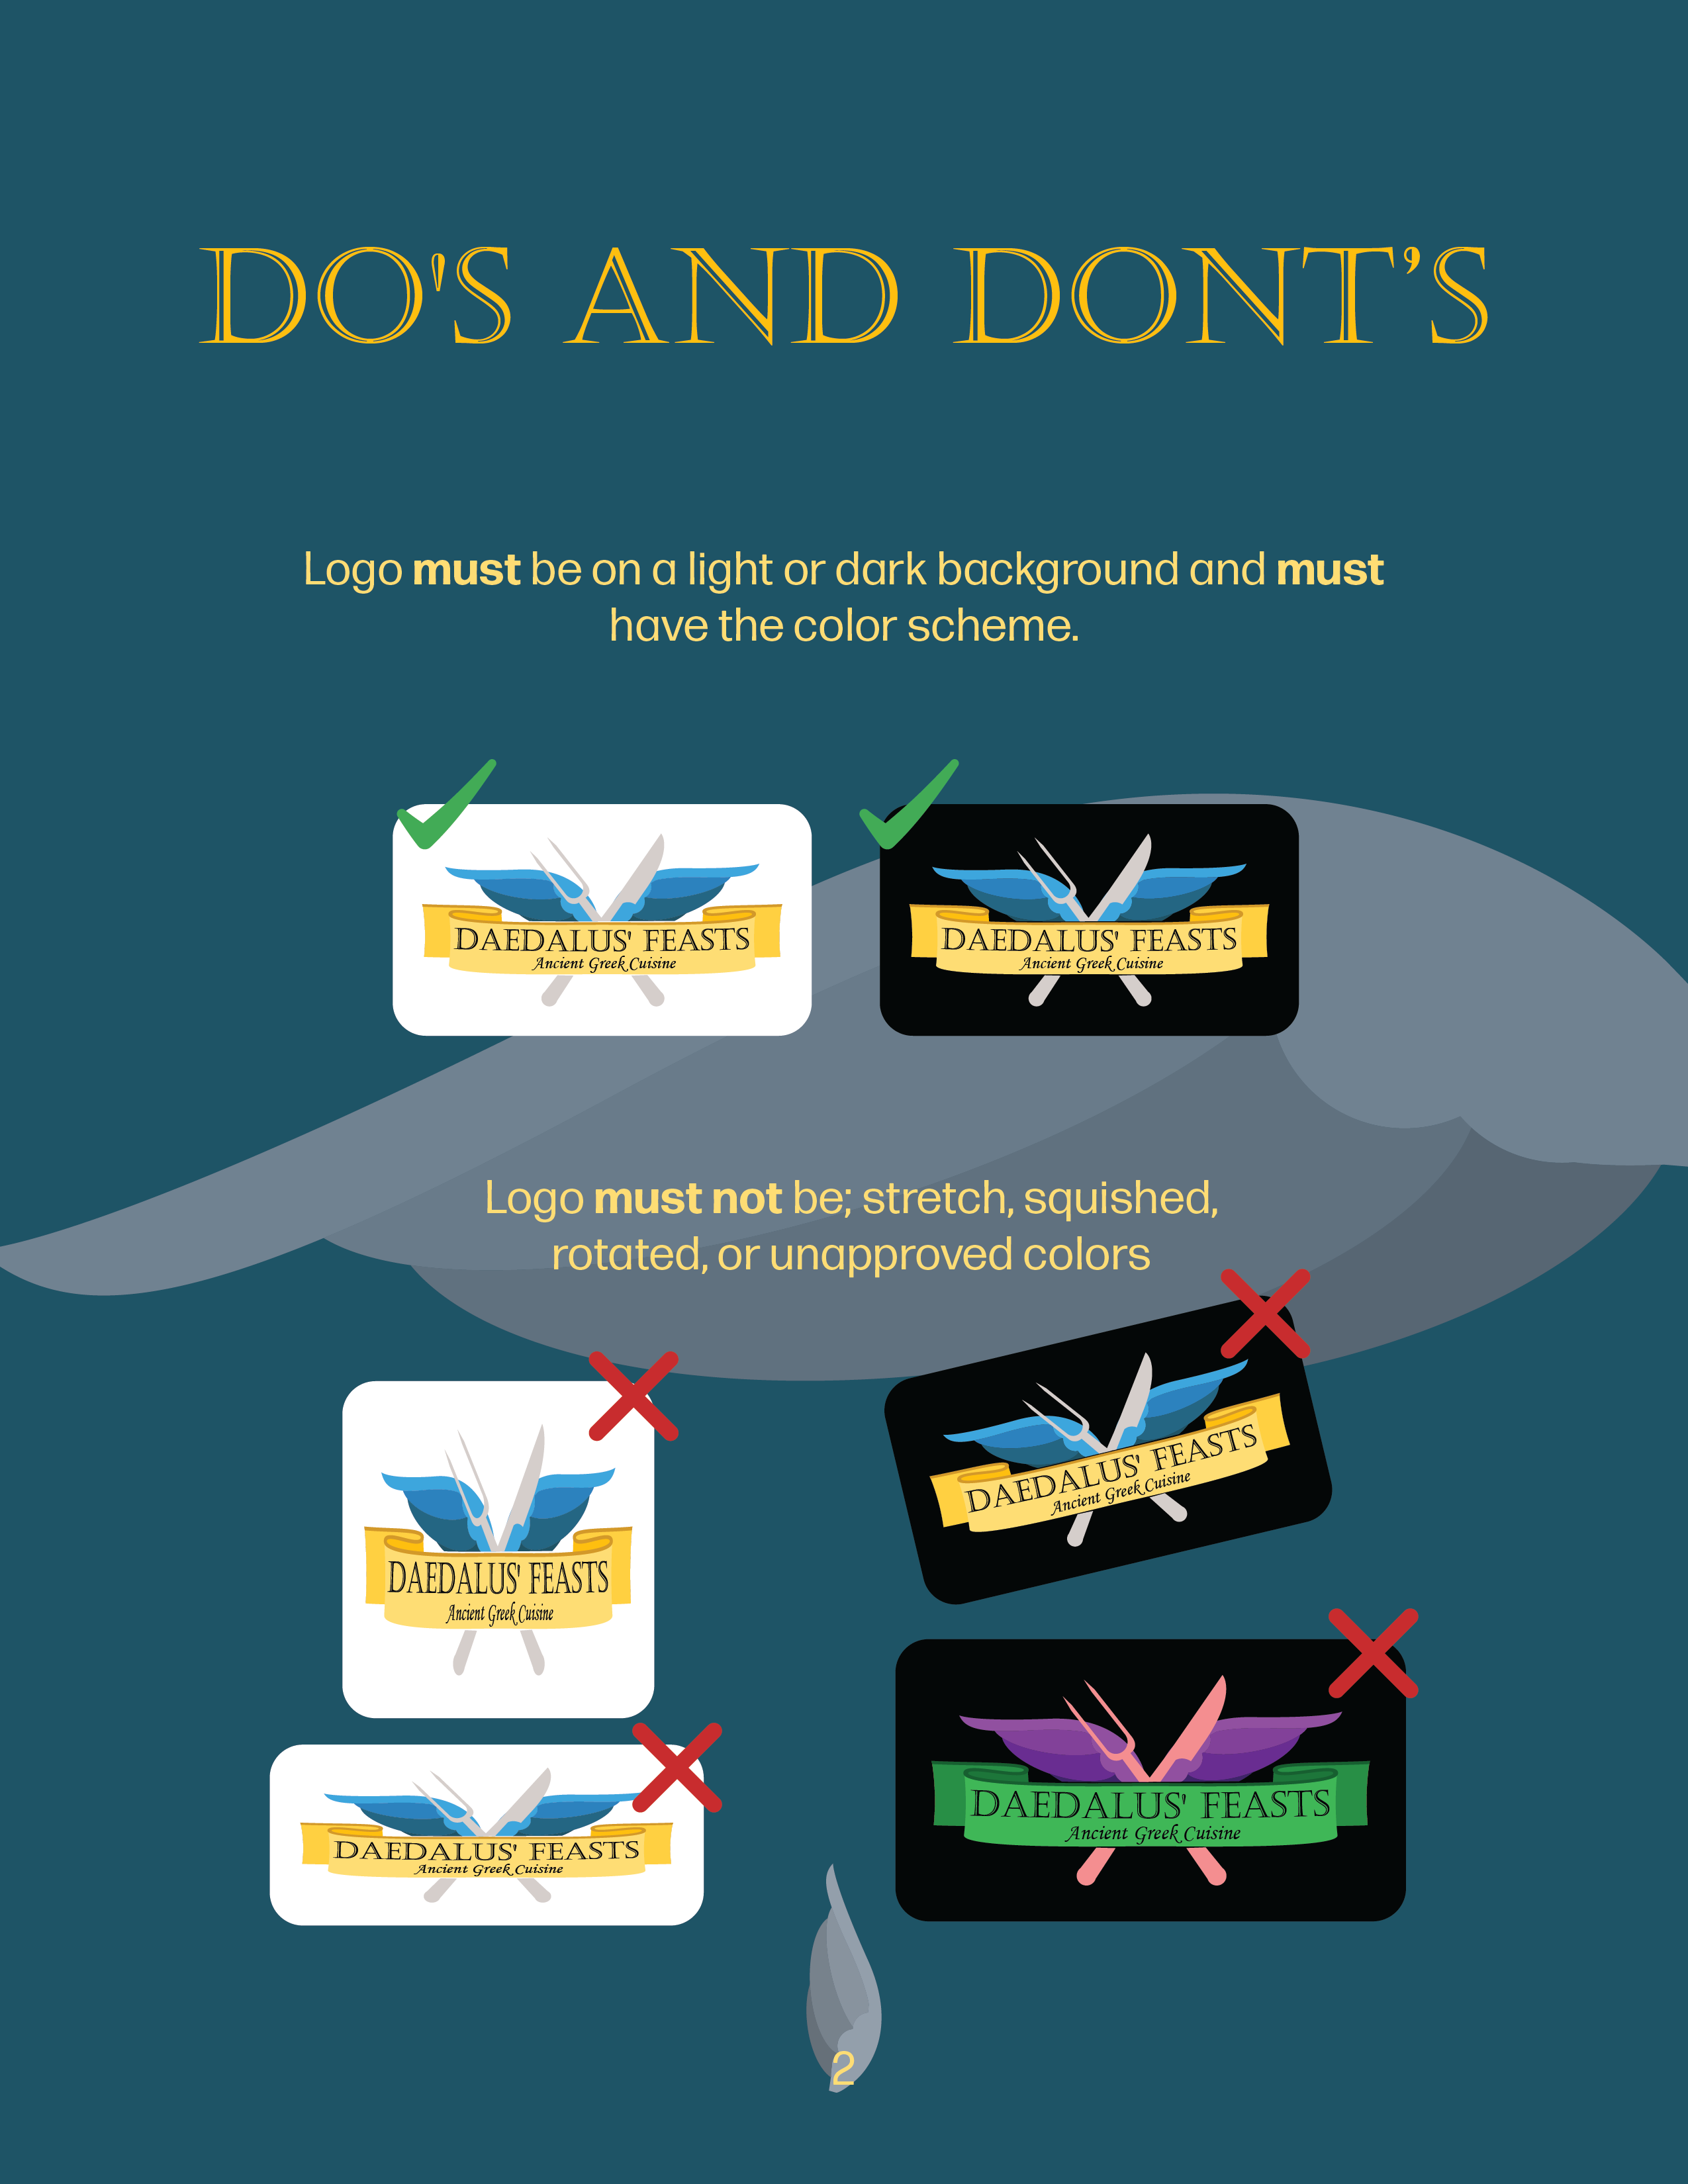 DO'S AND DONT’S
Logo must be on a light or dark background and must
have the color scheme.
DAEDALUS' FEASTS
Ancient Greek Cuisine
DAEDALUS' FEASTS
Ancient Greek Cuisine
Logo must not be; stretch, squished,
rotated, or unapproved colors
DAEDALUS' FEASTS
Ancient Greek Cuisine
DAEDALUS' FEASTS
Ancient Greek Cuisine
DAEDALUS' FEASTS
Ancient Greek Cuisine
DAEDALUS' FEASTS
Ancient Greek Cuisine
2